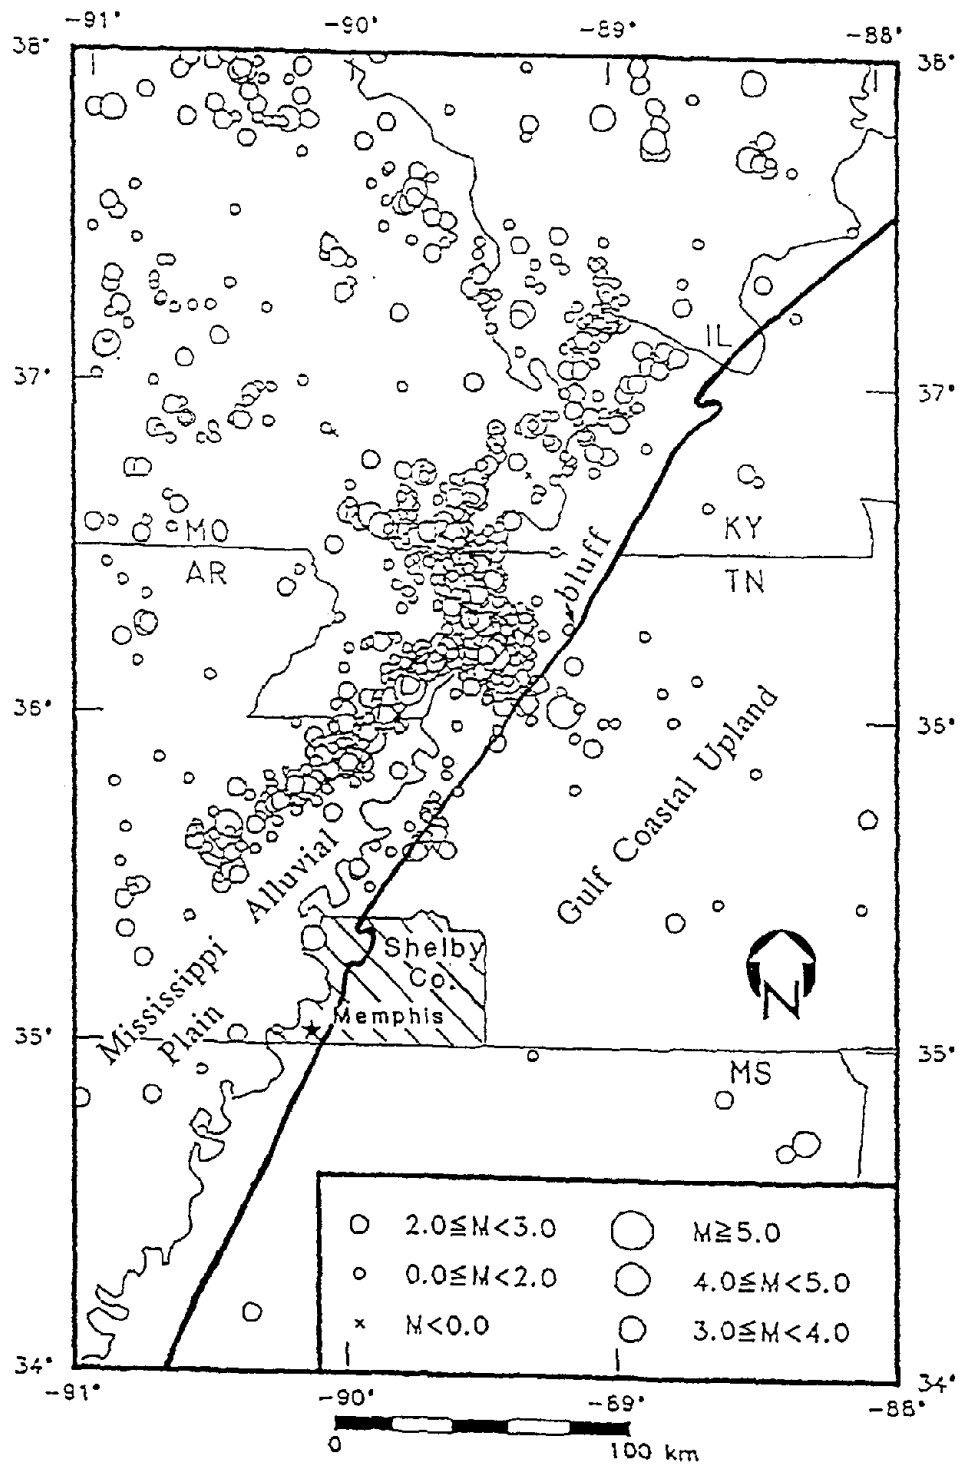 -91° -90° -89° -88°
38° 38°
IL
37° 37°
MO
KY
AR
TN
bluff
36° 36°
Gulf Coastal Upland
Mississippi Alluvial
Plain
Shelby
Co.
Memphis
N
35° 35°
MS
2.0≦M<3.0 M≧5.0
0.0≦M<2.0 4.0≦M<5.0
× M<0.0 3.0≦M<4.0
34° 34°
-91° -90° -89° -88°
0 100 km